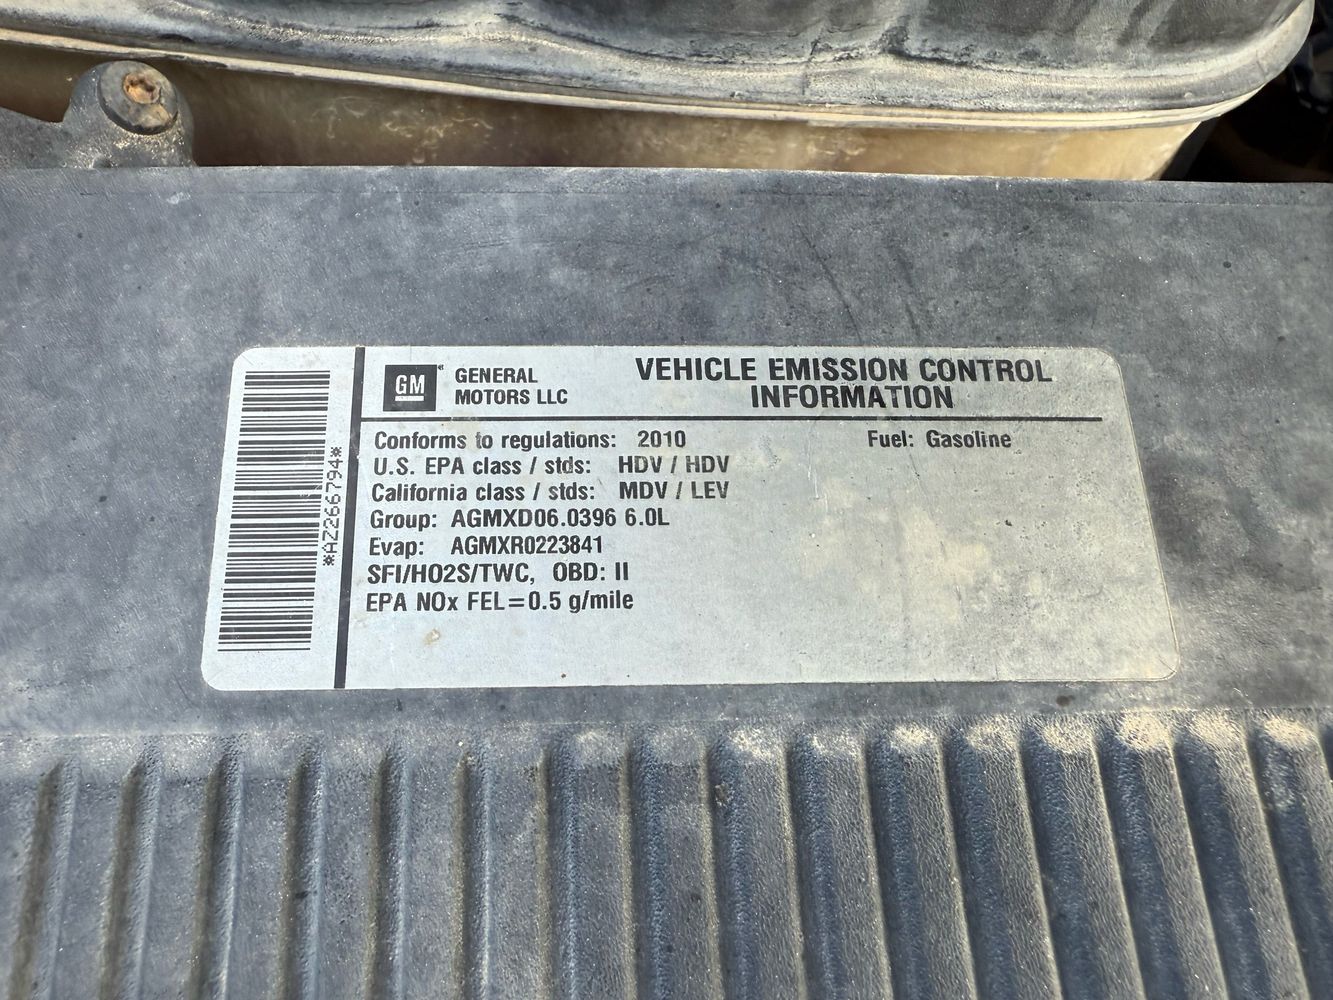 GM
GENERAL
MOTORS LLC
VEHICLE EMISSION CONTROL
INFORMATION
Conforms to regulations: 2010 Fuel: Gasoline
U.S. EPA class / stds: HDV / HDV
California class / stds: MDV / LEV
Group: AGMXD06.0396 6.0L
Evap: AGMXR0223841
SFI/HO2S/TWC, OBD: II
EPA NOx FEL=0.5 g/mile
*AZ266794*